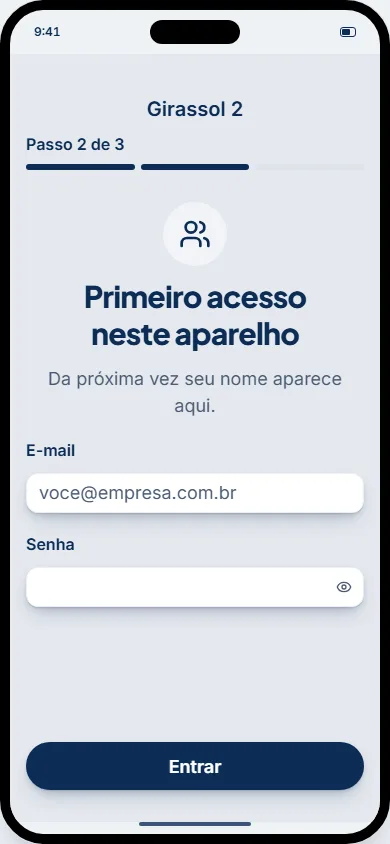 9:41
Girassol 2
Passo 2 de 3
Primeiro acesso
neste aparelho
Da próxima vez seu nome aparece
aqui.
E-mail
voce@empresa.com.br
Senha
Entrar